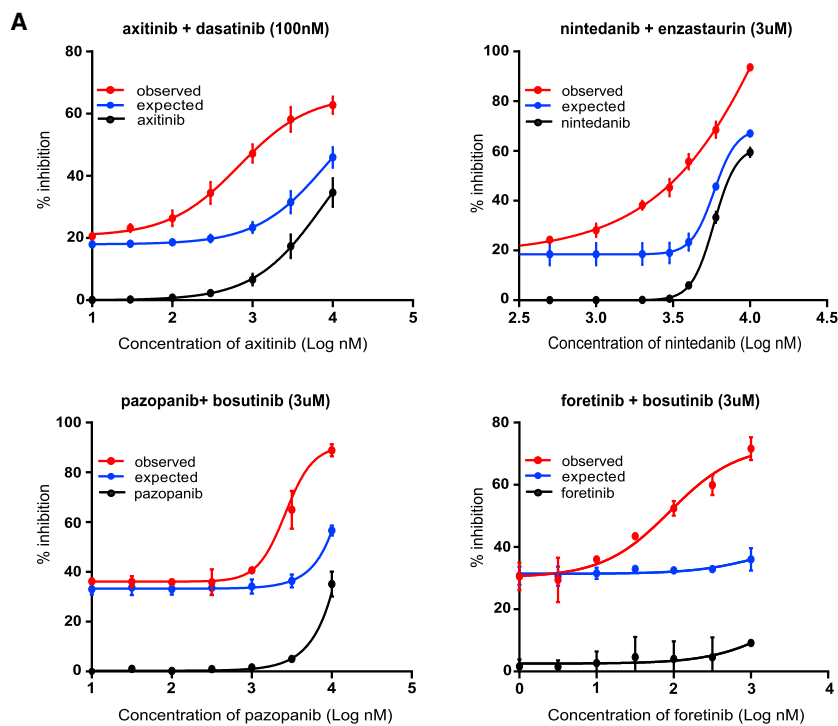 A
axitinib + dasatinib (100nM)
80
60
40
20
0
% inhibition
observed
expected
axitinib
1
2
3
4
5
Concentration of axitinib (Log nM)
nintedanib + enzastaurin (3uM)
100
80
60
40
20
0
% inhibition
observed
expected
nintedanib
2.5
3.0
3.5
4.0
4.5
Concentration of nintedanib (Log nM)
pazopanib+ bosutinib (3uM)
100
80
60
40
20
0
% inhibition
observed
expected
pazopanib
1
2
3
4
5
Concentration of pazopanib (Log nM)
foretinib + bosutinib (3uM)
80
60
40
20
0
% inhibition
observed
expected
foretinib
0
1
2
3
4
Concentration of foretinib (Log nM)